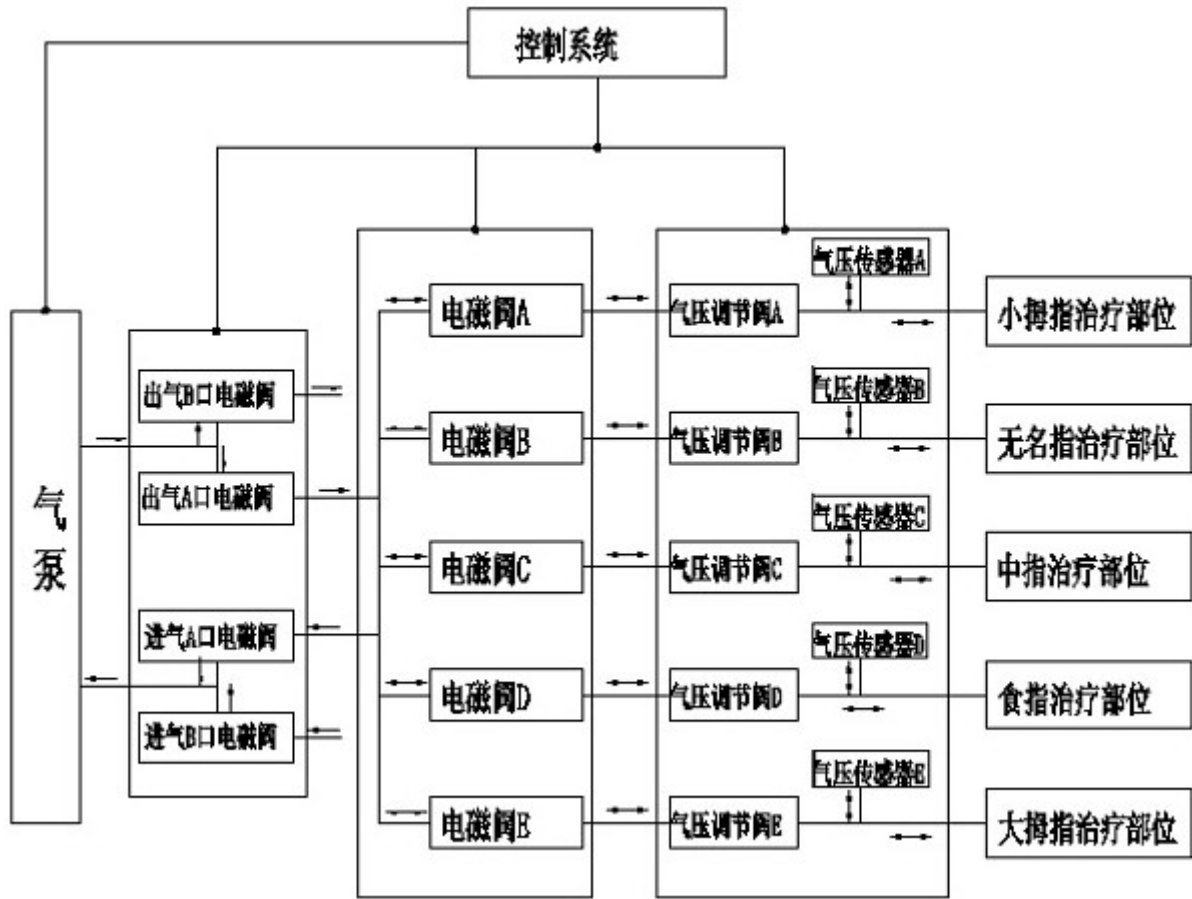 控制系统
气压传感器A
电磁阀A
气压调节阀A
小拇指治疗部位
出气B口电磁阀
气压传感器B
电磁阀B
气压调节阀B
无名指治疗部位
气泵
出气A口电磁阀
气压传感器C
电磁阀C
气压调节阀C
中指治疗部位
进气A口电磁阀
气压传感器D
电磁阀D
气压调节阀D
食指治疗部位
进气B口电磁阀
气压传感器E
电磁阀E
气压调节阀E
大拇指治疗部位